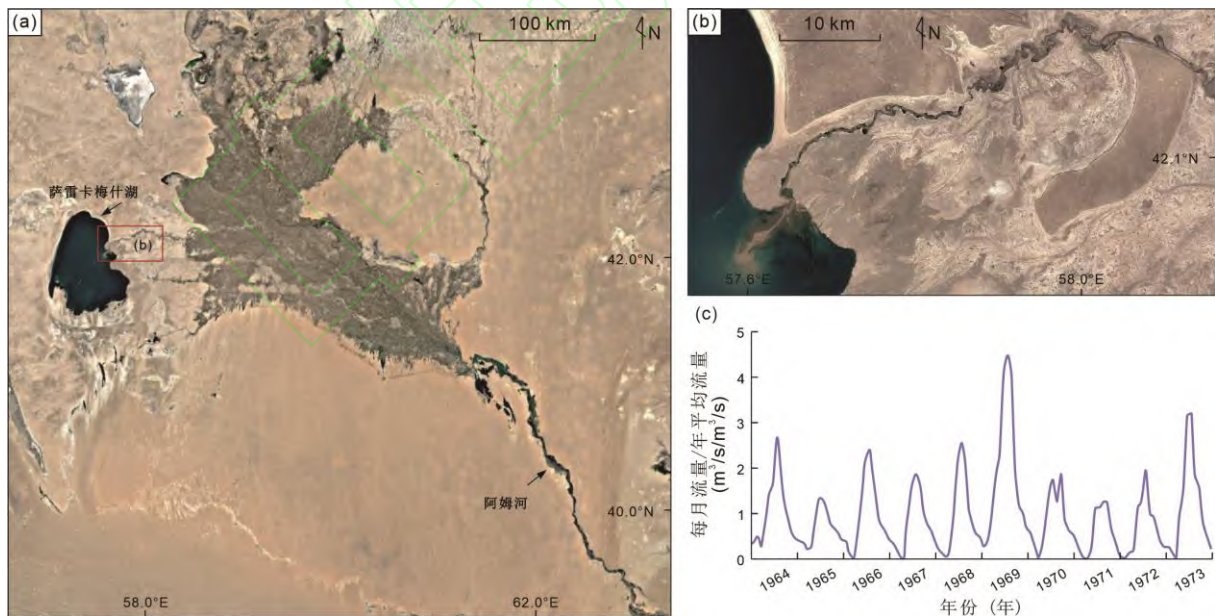 (a)
100 km
N
萨雷卡梅什湖
(b)
42.0°N
阿姆河
40.0°N
58.0°E
62.0°E
(b)
10 km
N
42.1°N
57.6°E
58.0°E
(c)
每月流量/年平均流量
(m³/s/m³/s)
5
4
3
2
1
0
1964 1965 1966 1967 1968 1969 1970 1971 1972 1973
年份 (年)